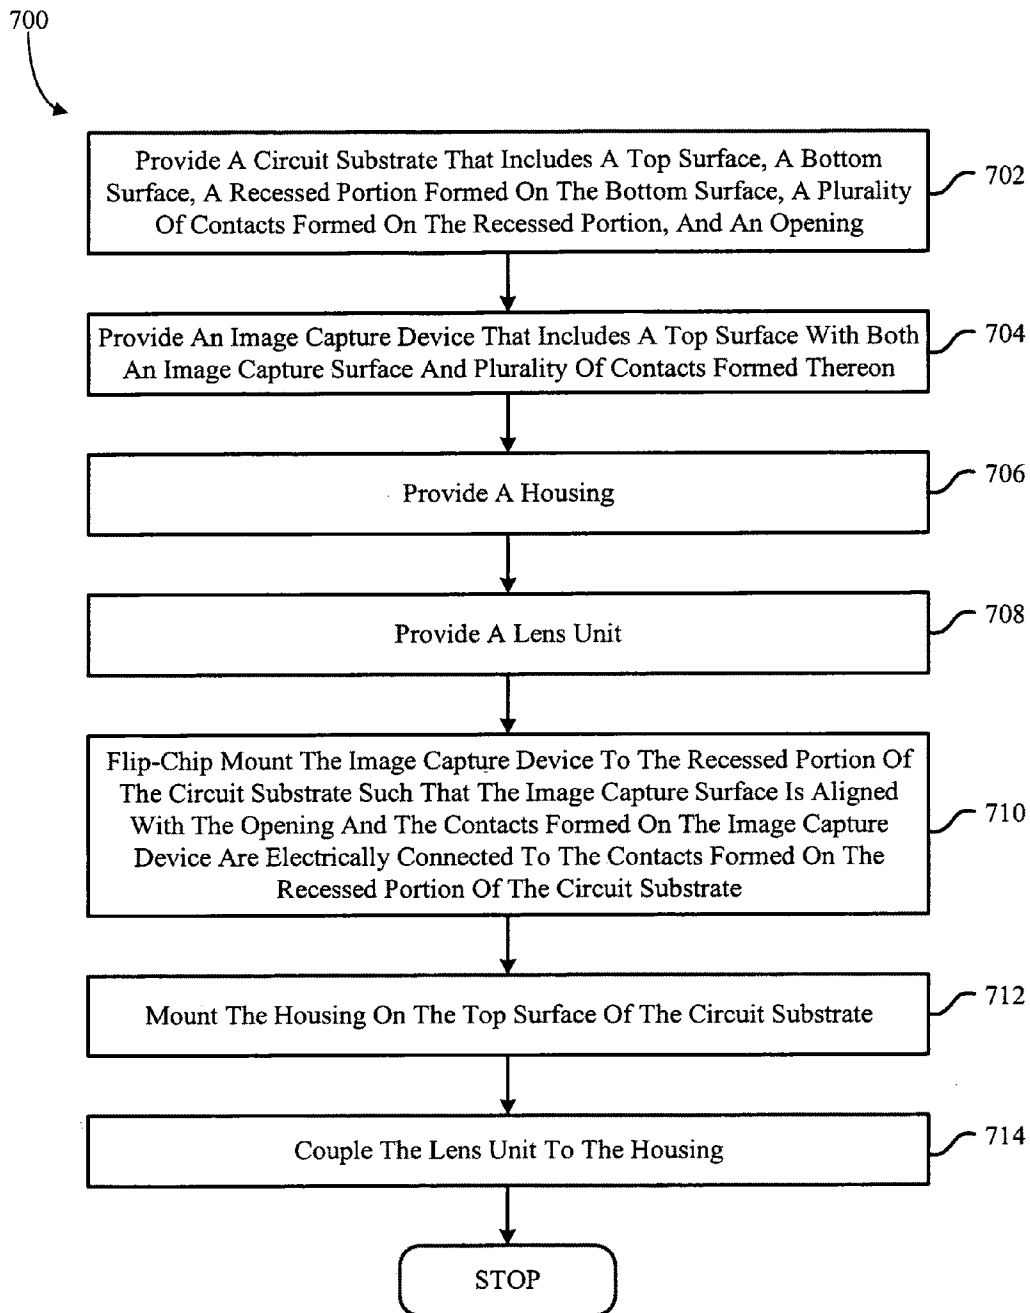 700
Provide A Circuit Substrate That Includes A Top Surface, A Bottom
Surface, A Recessed Portion Formed On The Bottom Surface, A Plurality
Of Contacts Formed On The Recessed Portion, And An Opening
702
Provide An Image Capture Device That Includes A Top Surface With Both
An Image Capture Surface And Plurality Of Contacts Formed Thereon
704
Provide A Housing
706
Provide A Lens Unit
708
Flip-Chip Mount The Image Capture Device To The Recessed Portion Of
The Circuit Substrate Such That The Image Capture Surface Is Aligned
With The Opening And The Contacts Formed On The Image Capture
Device Are Electrically Connected To The Contacts Formed On The
Recessed Portion Of The Circuit Substrate
710
Mount The Housing On The Top Surface Of The Circuit Substrate
712
Couple The Lens Unit To The Housing
714
STOP